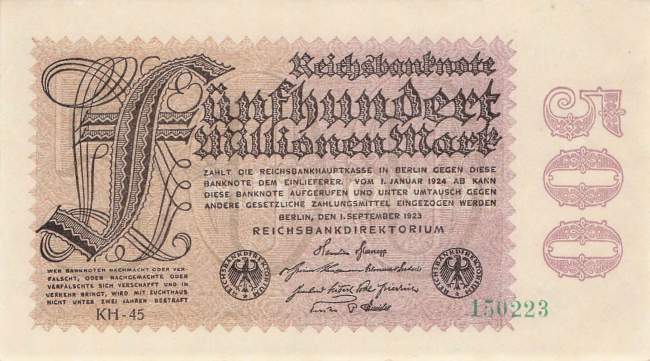 Reichsbanknote
Fünfhundert
Millionen Mark
ZAHLT DIE REICHSBANKHAUPTKASSE IN BERLIN GEGEN DIESE
BANKNOTE DEM EINLIEFERER. VOM 1. JANUAR 1924 AB KANN
DIESE BANKNOTE AUFGERUFEN UND UNTER UMTAUSCH GEGEN
ANDERE GESETZLICHE ZAHLUNGSMITTEL EINGEZOGEN WERDEN
BERLIN, DEN 1. SEPTEMBER 1923
REICHSBANKDIREKTORIUM
WER BANKNOTEN NACHMACHT ODER VER-
FÄLSCHT, ODER NACHGEMACHTE ODER
VERFÄLSCHTE SICH VERSCHAFFT UND IN
VERKEHR BRINGT, WIRD MIT ZUCHTHAUS
NICHT UNTER ZWEI JAHREN BESTRAFT
KH-45
REICHSBANKDIREKTORIUM
REICHSBANKDIREKTORIUM
150223
500